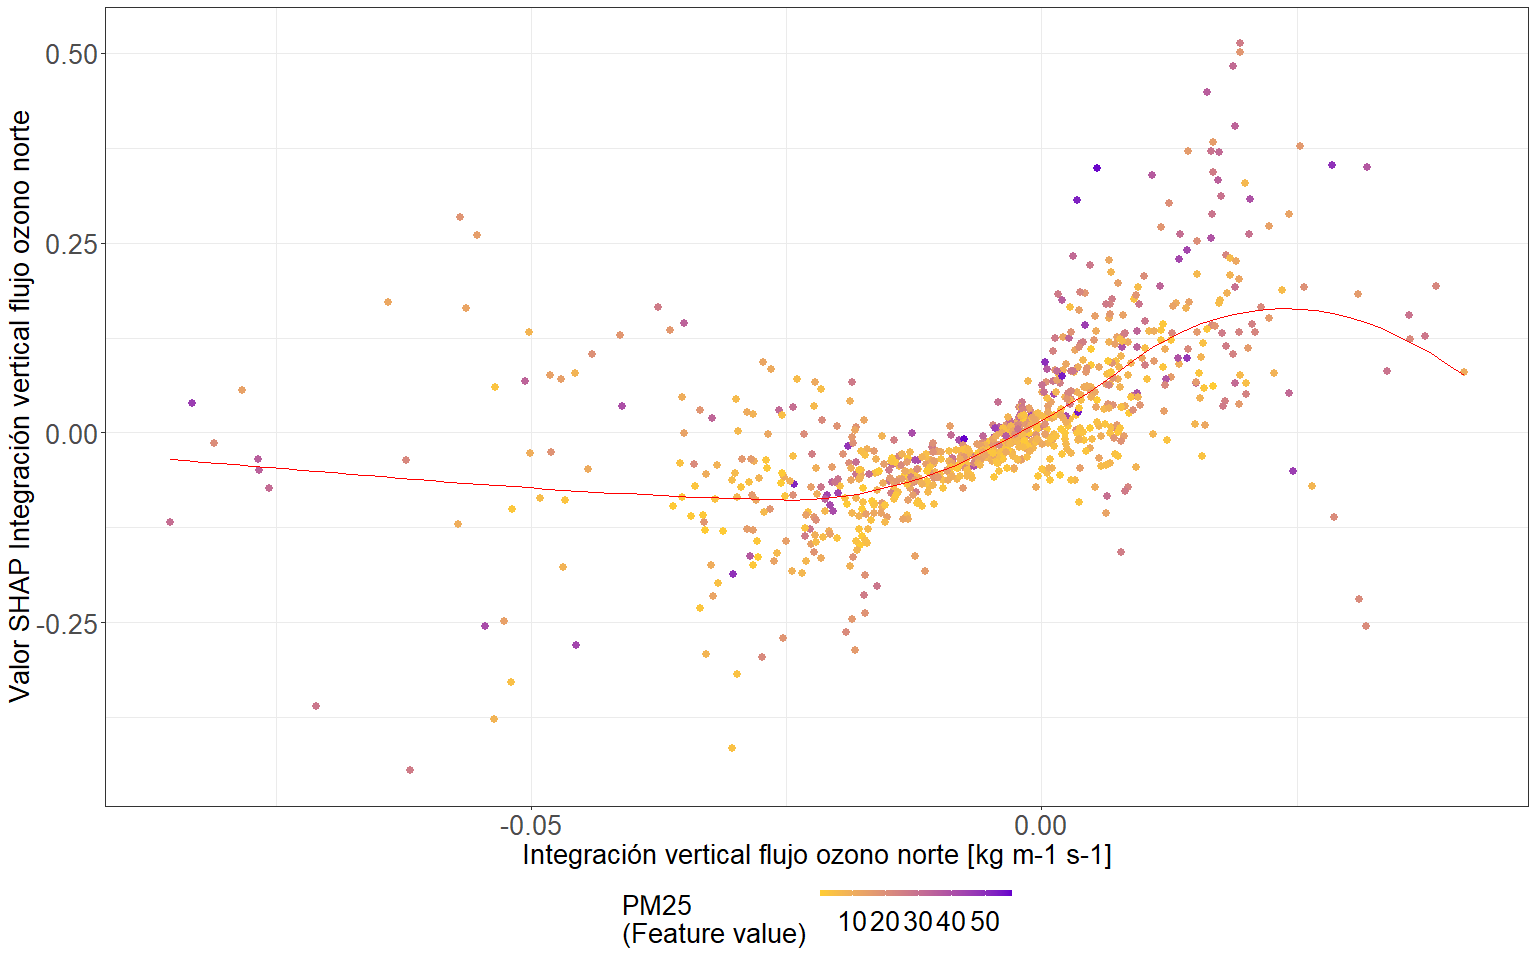 Valor SHAP Integración vertical flujo ozono norte
0.50
0.25
0.00
-0.25
-0.05 0.00
Integración vertical flujo ozono norte [kg m-1 s-1]
PM25
(Feature value)
10 20 30 40 50